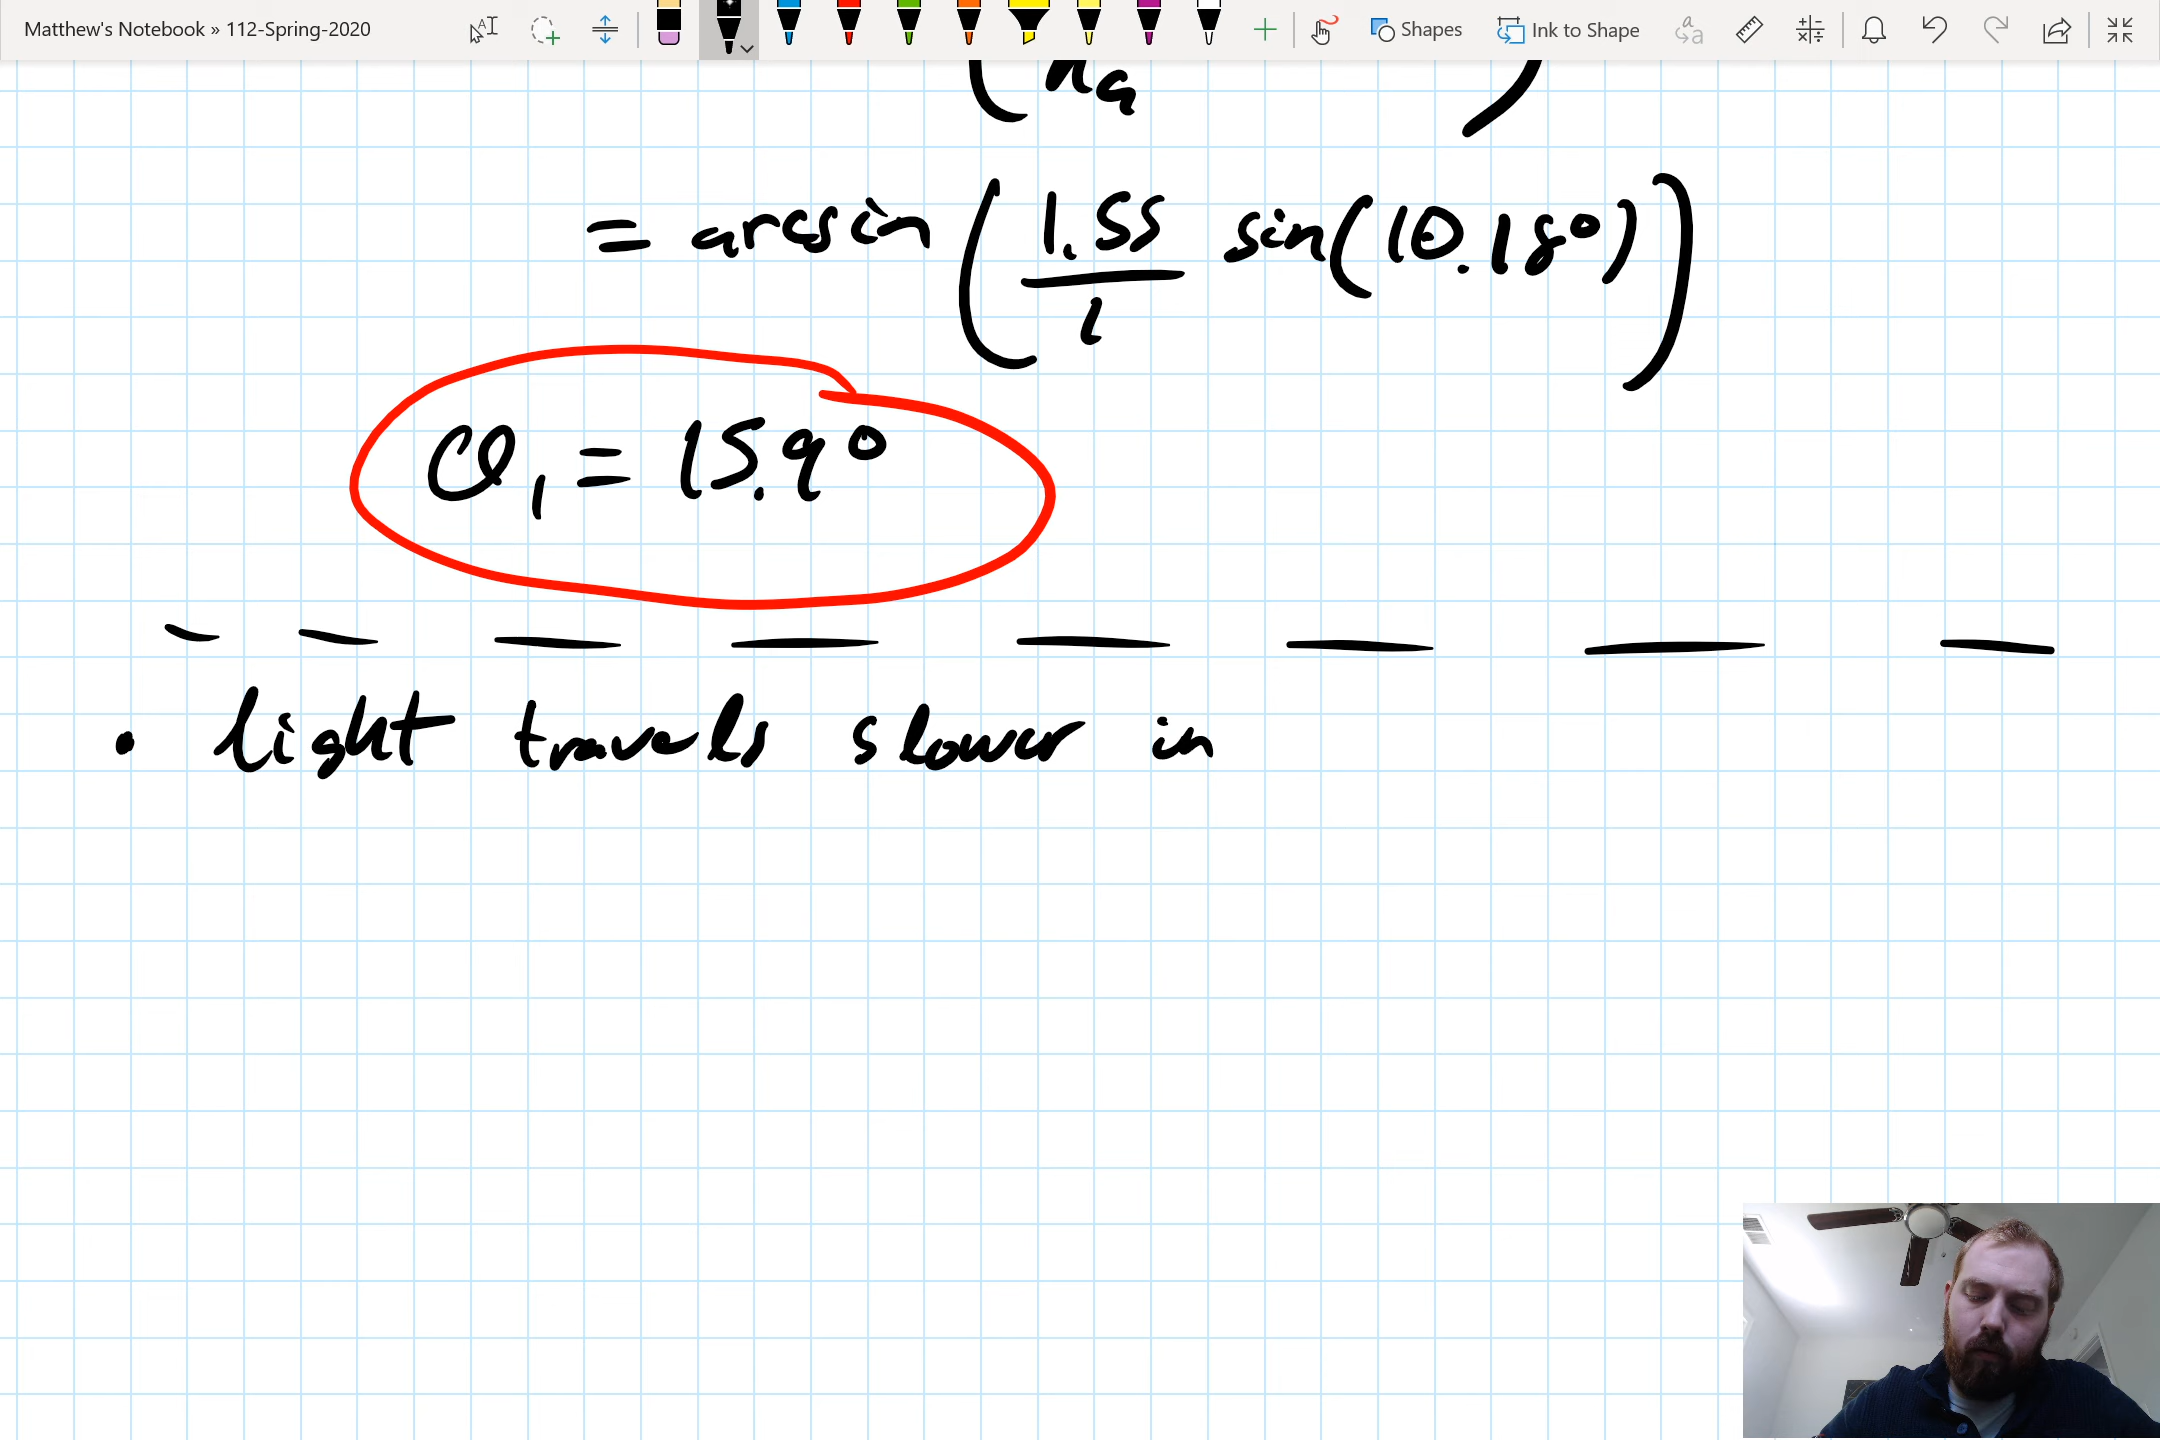 Matthew's Notebook » 112-Spring-2020 Shapes Ink to Shape
( na )
= arcsin ( 1.55 / 1 sin(10.18°) )
θ₁ = 15.9°
• light travels slower in